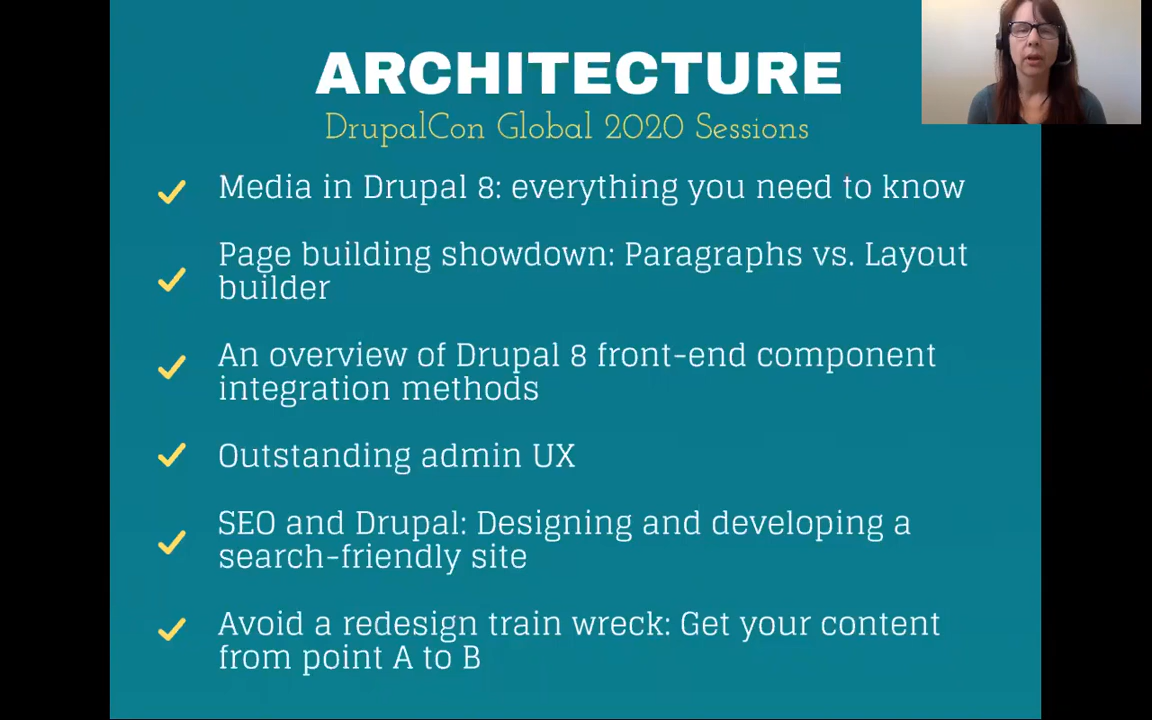 ARCHITECTURE
DrupalCon Global 2020 Sessions
Media in Drupal 8: everything you need to know
Page building showdown: Paragraphs vs. Layout
builder
An overview of Drupal 8 front-end component
integration methods
Outstanding admin UX
SEO and Drupal: Designing and developing a
search-friendly site
Avoid a redesign train wreck: Get your content
from point A to B